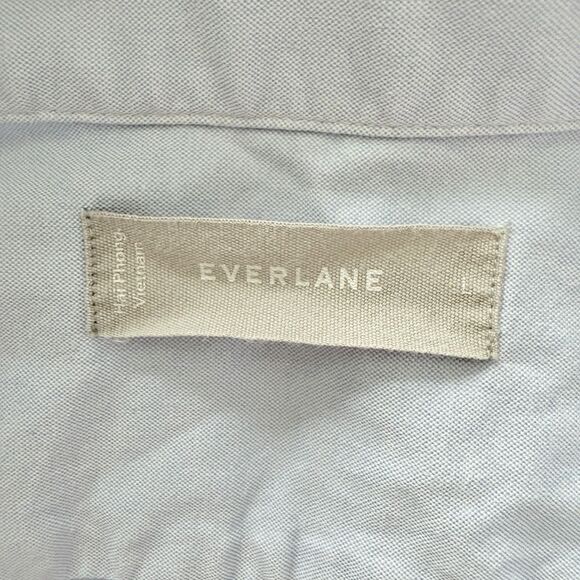 Hai Phong,
Vietnam
EVERLANE
L